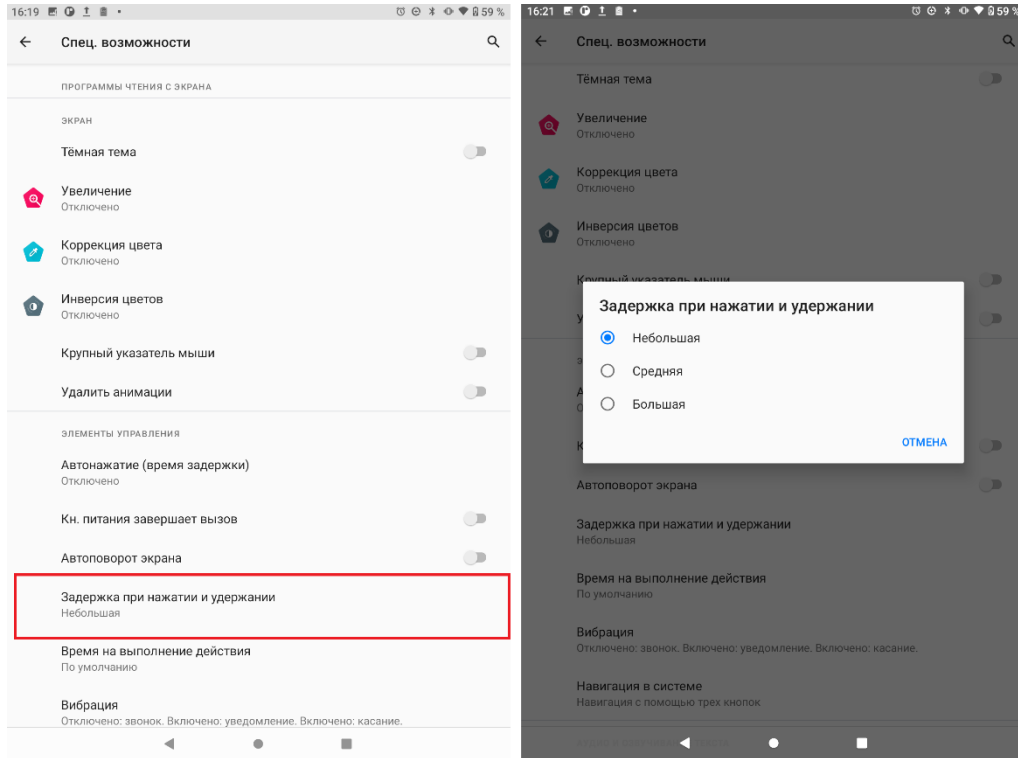 16:19
59 %
Спец. возможности
ПРОГРАММЫ ЧТЕНИЯ С ЭКРАНА
ЭКРАН
Тёмная тема
Увеличение
Отключено
Коррекция цвета
Отключено
Инверсия цветов
Отключено
Крупный указатель мыши
Удалить анимации
ЭЛЕМЕНТЫ УПРАВЛЕНИЯ
Автонажатие (время задержки)
Отключено
Кн. питания завершает вызов
Автоповорот экрана
Задержка при нажатии и удержании
Небольшая
Время на выполнение действия
По умолчанию
Вибрация
Отключено: звонок. Включено: уведомление. Включено: касание.
16:21
59 %
Спец. возможности
Тёмная тема
Увеличение
Отключено
Коррекция цвета
Отключено
Инверсия цветов
Отключено
Крупный указатель мыши
Задержка при нажатии и удержании
Небольшая
Средняя
Большая
ОТМЕНА
Автоповорот экрана
Задержка при нажатии и удержании
Небольшая
Время на выполнение действия
По умолчанию
Вибрация
Отключено: звонок. Включено: уведомление. Включено: касание.
Навигация в системе
Навигация с помощью трех кнопок